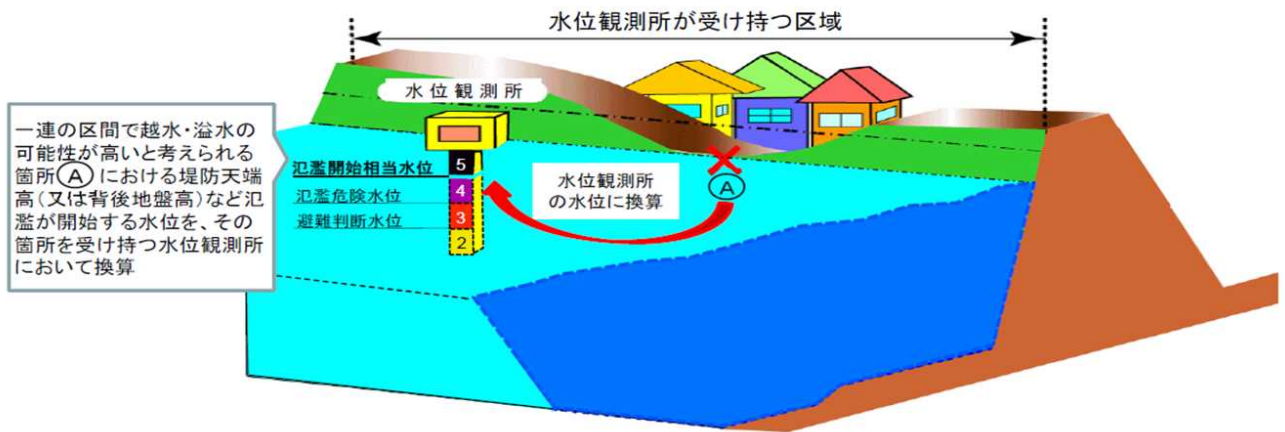 水位観測所が受け持つ区域
水位観測所
一連の区間で越水・溢水の
可能性が高いと考えられる
箇所Ⓐにおける堤防天端
高(又は背後地盤高)など氾
濫が開始する水位を、その
箇所を受け持つ水位観測所
において換算
氾濫開始相当水位
氾濫危険水位
避難判断水位
5
4
3
2
水位観測所
の水位に換算
Ⓐ